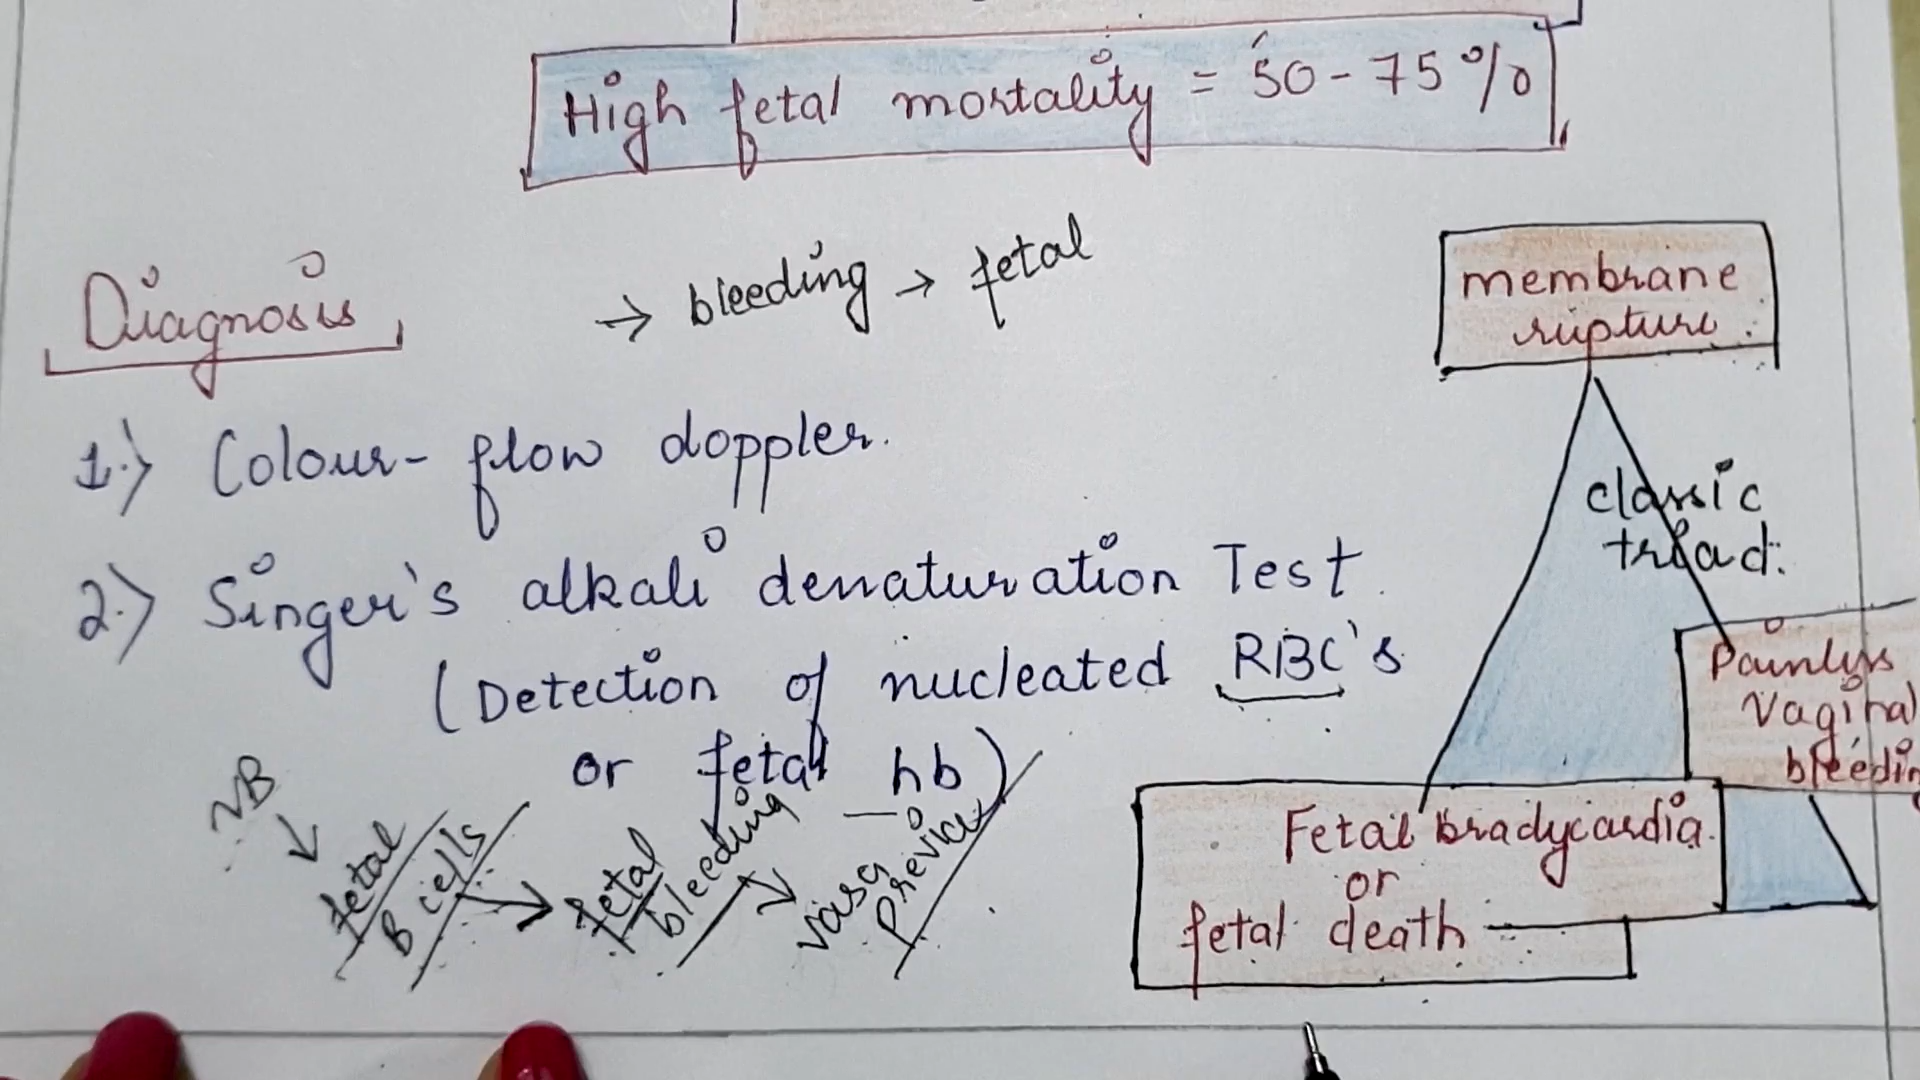 High fetal mortality = 50-75%
Diagnosis
→ bleeding → fetal
1.) Colour-flow doppler.
2.) Singer's alkali denaturation Test.
(Detection of nucleated RBC's
or fetal hb)
VB
↓
fetal
B cells
→
fetal
bleeding
→
vasa
previa
membrane
rupture.
classic
triad.
Painless
Vaginal
bleedin
Fetal bradycardia.
or
fetal death